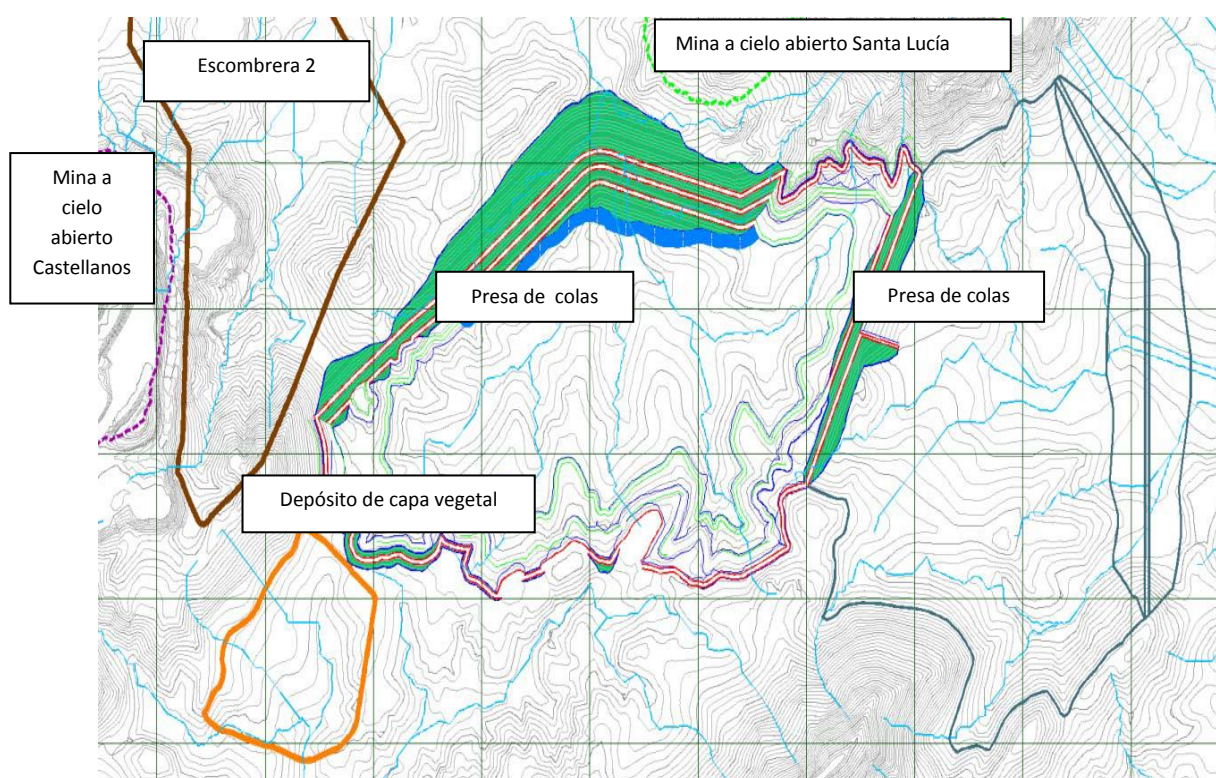 Mina a cielo abierto Santa Lucía
Escombrera 2
Mina a
cielo
abierto
Castellanos
Presa de colas
Presa de colas
Depósito de capa vegetal